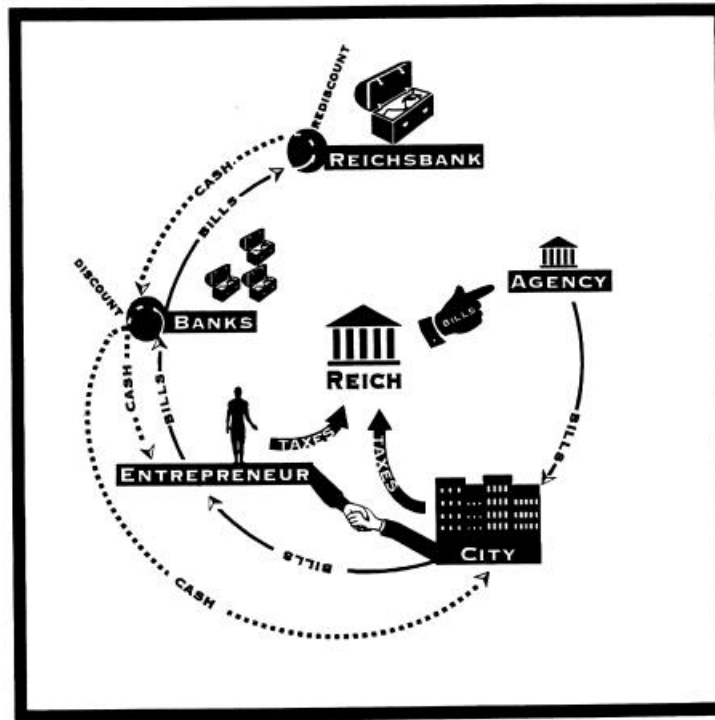 REDISCOUNT
REICHSBANK
CASH
BILLS
DISCOUNT
BANKS
AGENCY
BILLS
REICH
CASH
BILLS
TAXES
TAXES
BILLS
ENTREPRENEUR
CITY
BILLS
CASH